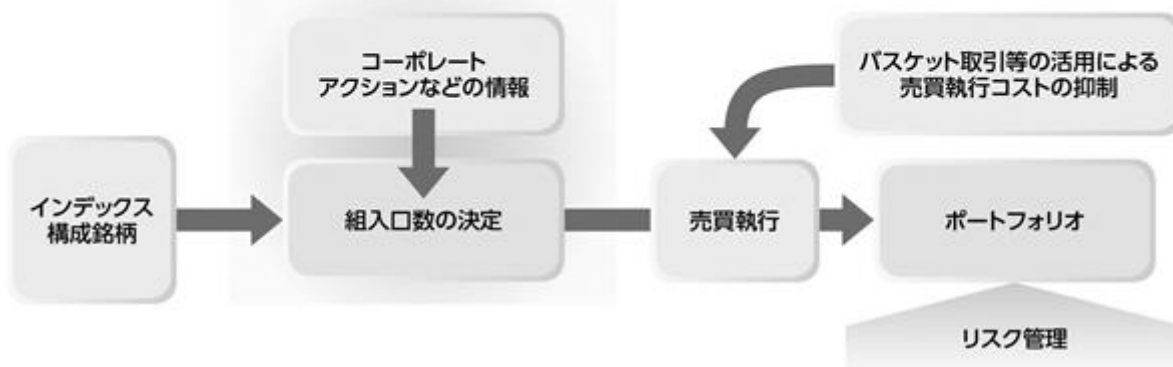 コーポレート
アクションなどの情報
バスケット取引等の活用による
売買執行コストの抑制
インデックス
構成銘柄
組入口数の決定
売買執行
ポートフォリオ
リスク管理